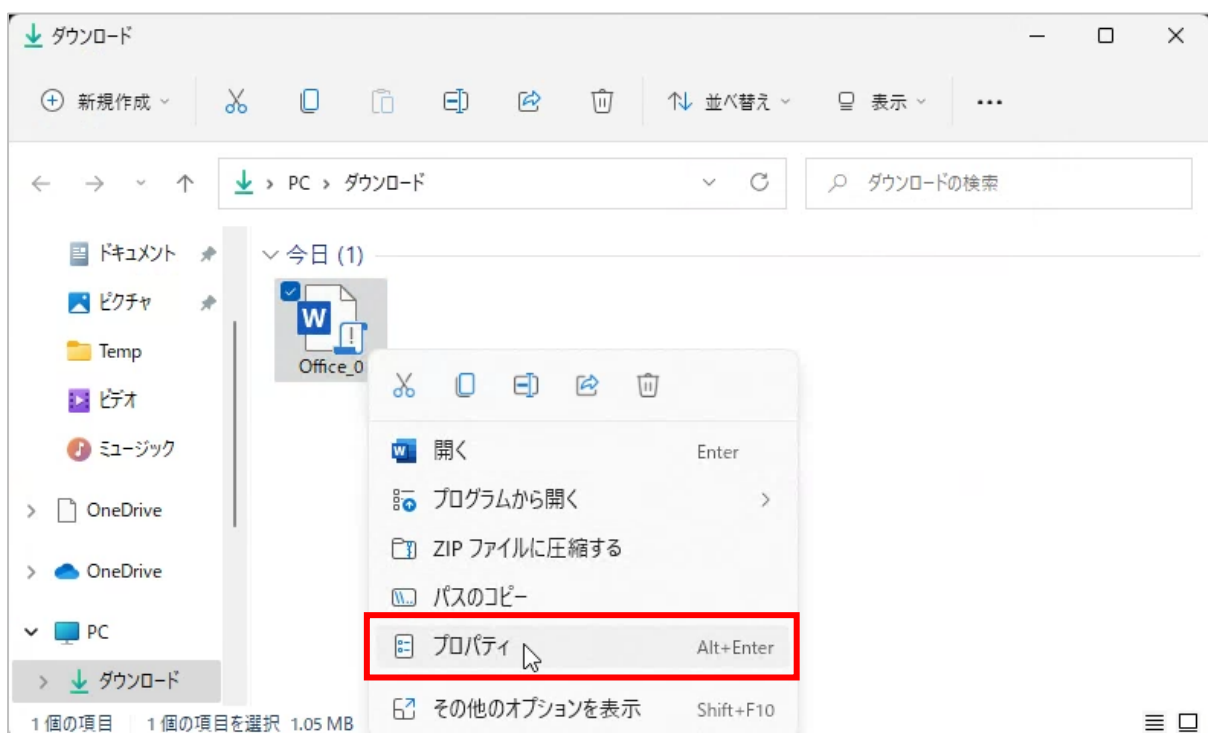 ダウンロード
新規作成
並べ替え
表示
PC > ダウンロード
ダウンロードの検索
ドキュメント
ピクチャ
Temp
ビデオ
ミュージック
OneDrive
OneDrive
PC
ダウンロード
今日 (1)
W
Office_0
開く Enter
プログラムから開く
ZIP ファイルに圧縮する
パスのコピー
プロパティ Alt+Enter
その他のオプションを表示 Shift+F10
1 個の項目 1 個の項目を選択 1.05 MB